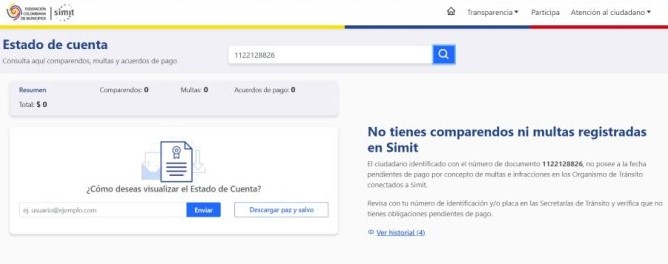 FEDERACIÓN
COLOMBIANA
DE MUNICIPIOS
simit
Transparencia
Participa
Atención al ciudadano
Estado de cuenta
Consulta aquí comparendos, multas y acuerdos de pago
1122128826
Resumen Comparendos: 0 Multas: 0 Acuerdos de pago: 0
Total: $ 0
¿Cómo deseas visualizar el Estado de Cuenta?
ej. usuario@ejemplo.com Enviar Descargar paz y salvo
No tienes comparendos ni multas registradas
en Simit
El ciudadano identificado con el número de documento 1122128826, no posee a la fecha
pendientes de pago por concepto de multas e infracciones en los Organismo de Tránsito
conectados a Simit.
Revisa con tu número de identificación y/o placa en las Secretarías de Tránsito y verifica que no
tienes obligaciones pendientes de pago.
Ver historial (4)